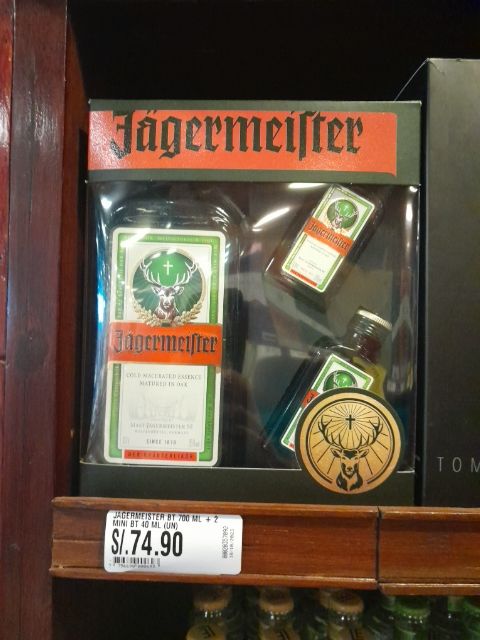 Jägermeister
Jägermeister
Jägermeister
COLD MACERATED ESSENCE
MATURED IN OAK
MAST-JÄGERMEISTER SE
SINCE 1878
TOM
JAGERMEISTER BT 700 ML + 2
MINI BT 40 ML (UN)
S/.74.90